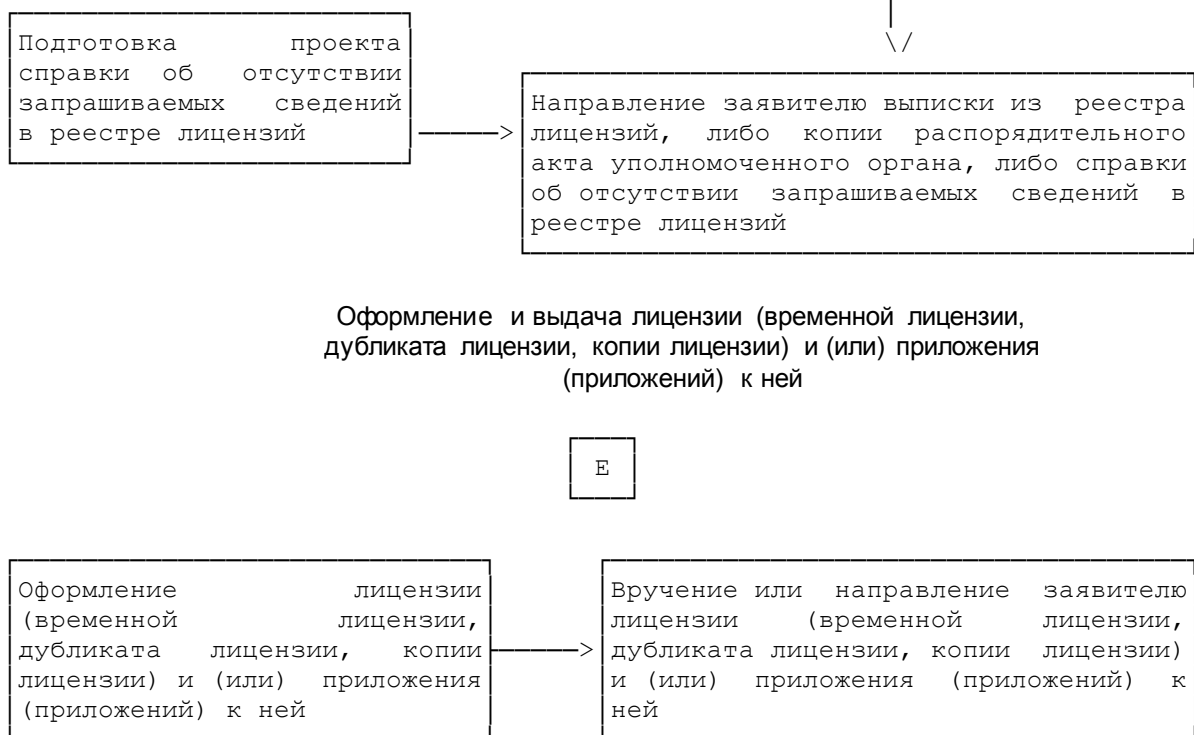 Подготовка проекта
справки об отсутствии
запрашиваемых сведений
в реестре лицензий
Направление заявителю выписки из реестра
лицензий, либо копии распорядительного
акта уполномоченного органа, либо справки
об отсутствии запрашиваемых сведений в
реестре лицензий
Оформление и выдача лицензии (временной лицензии,
дубликата лицензии, копии лицензии) и (или) приложения
(приложений) к ней
Е
Оформление лицензии
(временной лицензии,
дубликата лицензии, копии
лицензии) и (или) приложения
(приложений) к ней
Вручение или направление заявителю
лицензии (временной лицензии,
дубликата лицензии, копии лицензии)
и (или) приложения (приложений) к
ней